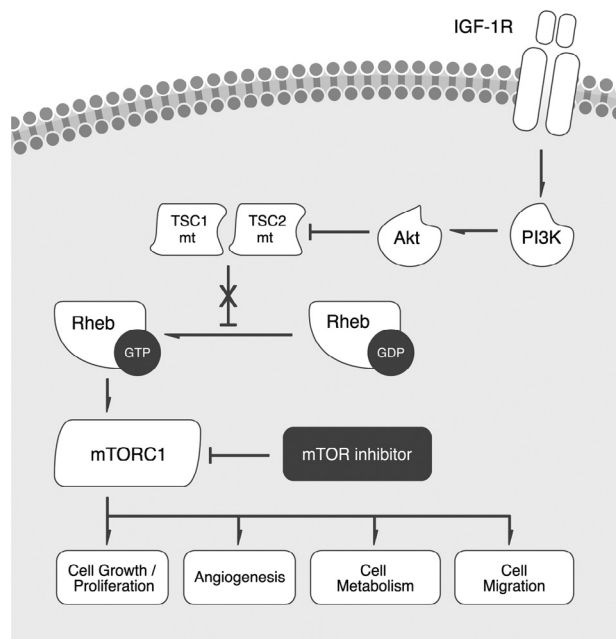 IGF-1R
TSC1
mt
TSC2
mt
Akt
PI3K
Rheb
GTP
Rheb
GDP
mTORC1
mTOR inhibitor
Cell Growth /
Proliferation
Angiogenesis
Cell
Metabolism
Cell
Migration